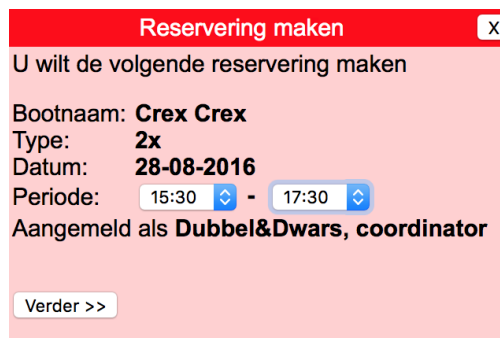 Reservering maken X
U wilt de volgende reservering maken
Bootnaam: Crex Crex
Type: 2x
Datum: 28-08-2016
Periode: 15:30 - 17:30
Aangemeld als Dubbel&Dwars, coordinator
Verder >>